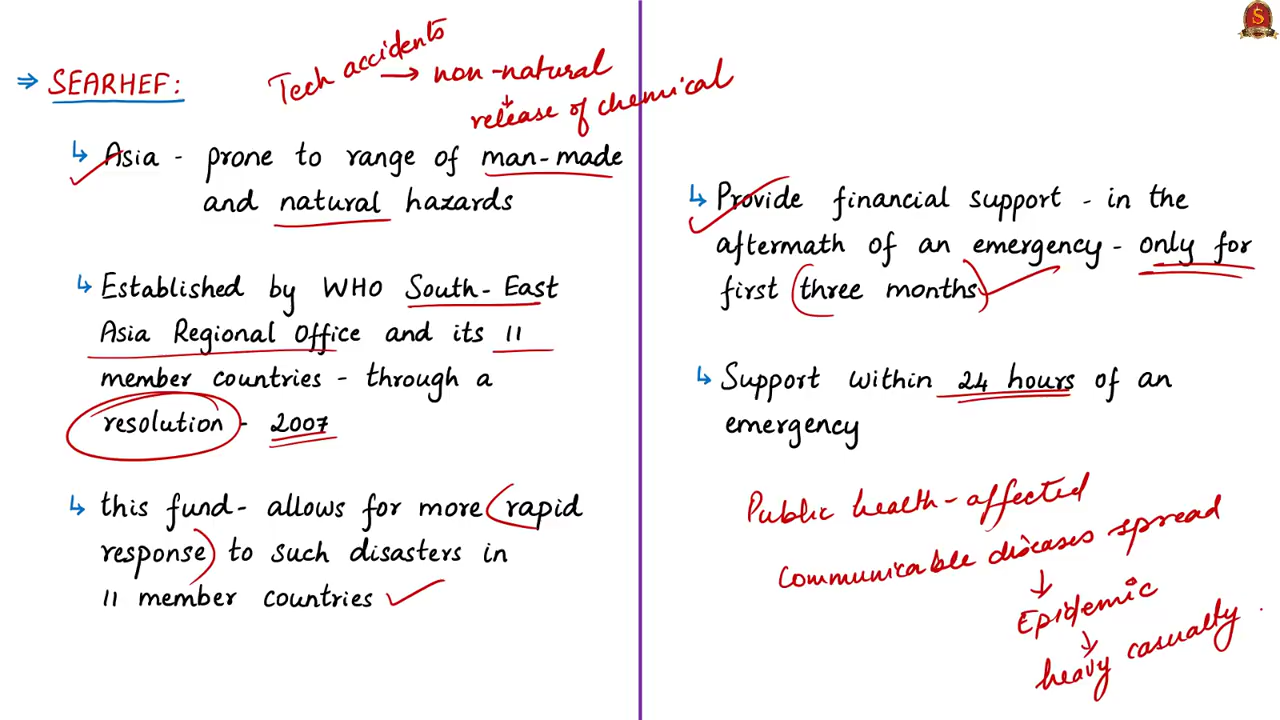 Tech accidents
→ non-natural
release of chemical
⇒ SEARHEF:
↳ Asia - prone to range of man-made
and natural hazards
↳ Established by WHO South-East
Asia Regional Office and its 11
member countries - through a
resolution - 2007
↳ this fund - allows for more rapid
response to such disasters in
11 member countries
↳ Provide financial support - in the
aftermath of an emergency - only for
first three months
↳ Support within 24 hours of an
emergency
Public health - affected
Communicable diseases spread
↓
Epidemic
↓
heavy casualty
S